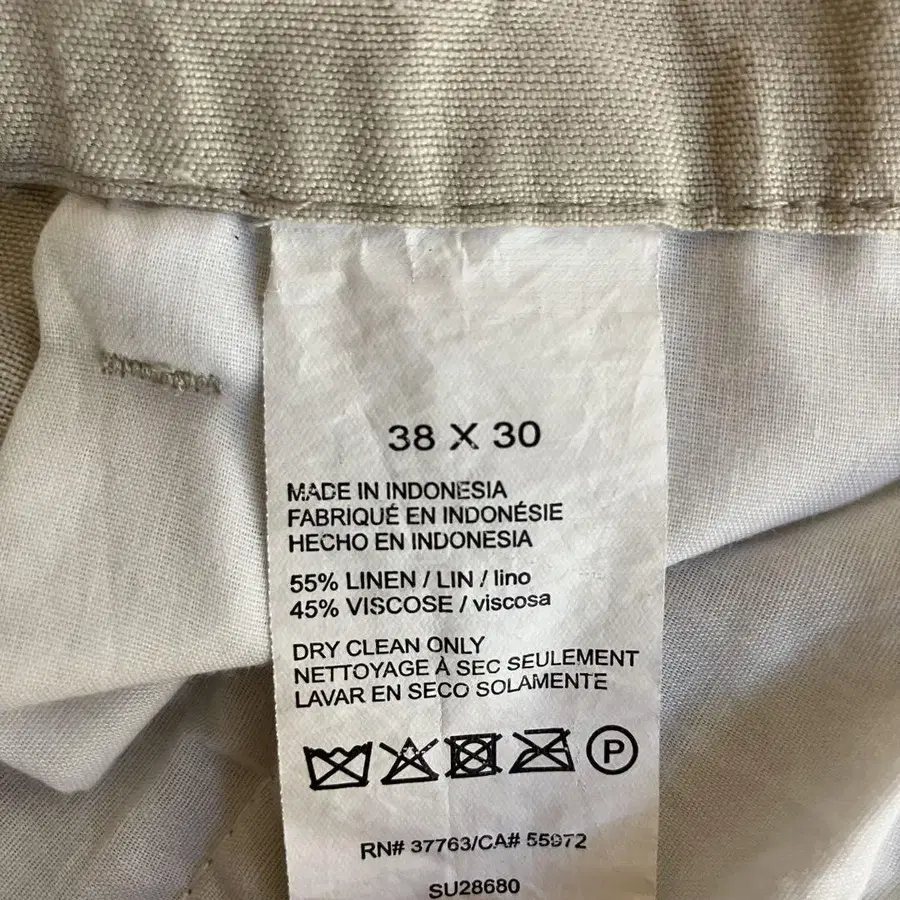 38 X 30
MADE IN INDONESIA
FABRIQUÉ EN INDONÉSIE
HECHO EN INDONESIA
55% LINEN / LIN / lino
45% VISCOSE / viscosa
DRY CLEAN ONLY
NETTOYAGE À SEC SEULEMENT
LAVAR EN SECO SOLAMENTE
P
RN# 37763/CA# 55972
SU28680